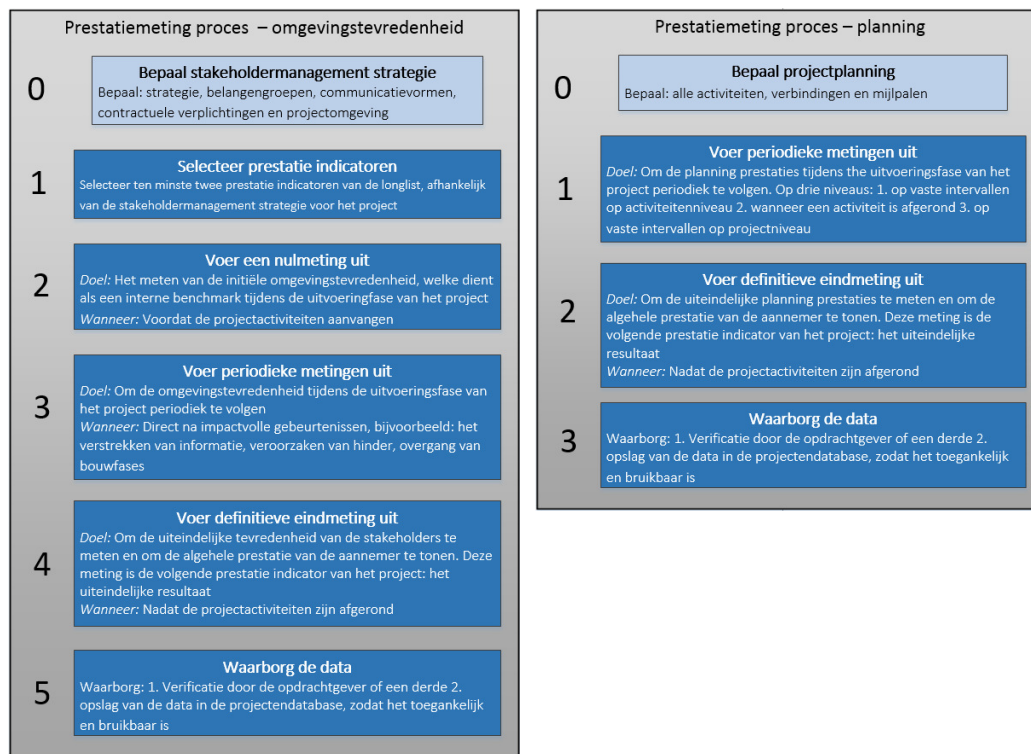 Prestatiemeting proces – omgevingstevredenheid
0
Bepaal stakeholdermanagement strategie
Bepaal: strategie, belangengroepen, communicatievormen,
contractuele verplichtingen en projectomgeving
1
Selecteer prestatie indicatoren
Selecteer ten minste twee prestatie indicatoren van de longlist, afhankelijk
van de stakeholdermanagement strategie voor het project
2
Voer een nulmeting uit
Doel: Het meten van de initiële omgevingstevredenheid, welke dient
als een interne benchmark tijdens de uitvoeringfase van het project
Wanneer: Voordat de projectactiviteiten aanvangen
3
Voer periodieke metingen uit
Doel: Om de omgevingstevredenheid tijdens de uitvoeringsfase van
het project periodiek te volgen
Wanneer: Direct na impactvolle gebeurtenissen, bijvoorbeeld: het
verstrekken van informatie, veroorzaken van hinder, overgang van
bouwfases
4
Voer definitieve eindmeting uit
Doel: Om de uiteindelijke tevredenheid van de stakeholders te
meten en om de algehele prestatie van de aannemer te tonen. Deze
meting is de volgende prestatie indicator van het project: het
uiteindelijke resultaat
Wanneer: Nadat de projectactiviteiten zijn afgerond
5
Waarborg de data
Waarborg: 1. Verificatie door de opdrachtgever of een derde 2.
opslag van de data in de projectendatabase, zodat het toegankelijk
en bruikbaar is
Prestatiemeting proces – planning
0
Bepaal projectplanning
Bepaal: alle activiteiten, verbindingen en mijlpalen
1
Voer periodieke metingen uit
Doel: Om de planning prestaties tijdens the uitvoeringsfase van het
project periodiek te volgen. Op drie niveaus: 1. op vaste intervallen
op activiteitenniveau 2. wanneer een activiteit is afgerond 3. op
vaste intervallen op projectniveau
2
Voer definitieve eindmeting uit
Doel: Om de uiteindelijke planning prestaties te meten en om de
algehele prestatie van de aannemer te tonen. Deze meting is de
volgende prestatie indicator van het project: het uiteindelijke
resultaat
Wanneer: Nadat de projectactiviteiten zijn afgerond
3
Waarborg de data
Waarborg: 1. Verificatie door de opdrachtgever of een derde 2.
opslag van de data in de projectendatabase, zodat het toegankelijk
en bruikbaar is